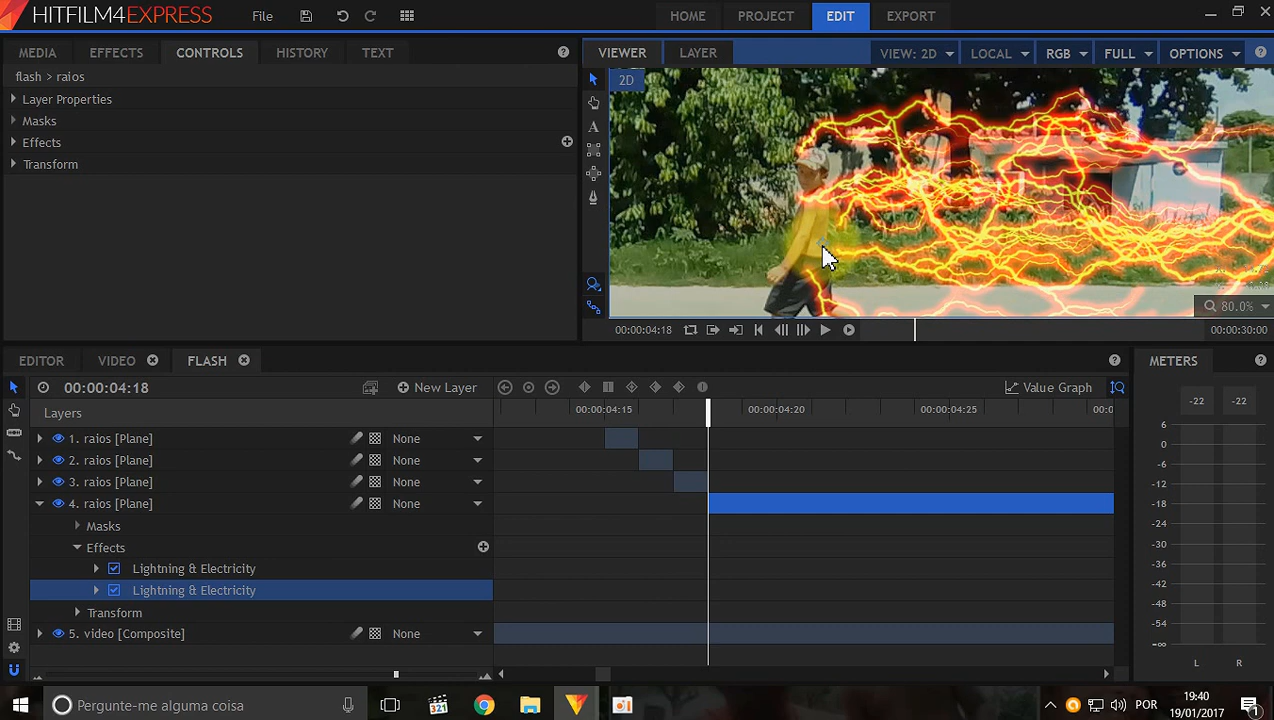 HITFILM4EXPRESS File HOME PROJECT EDIT EXPORT
MEDIA EFFECTS CONTROLS HISTORY TEXT
flash > raios
Layer Properties
Masks
Effects
Transform
VIEWER LAYER VIEW: 2D LOCAL RGB FULL OPTIONS
2D
80.0%
00:00:04:18 00:00:30:00
EDITOR VIDEO FLASH
00:00:04:18 New Layer Value Graph
Layers 00:00:04:15 00:00:04:20 00:00:04:25
1. raios [Plane] None
2. raios [Plane] None
3. raios [Plane] None
4. raios [Plane] None
Masks
Effects
Lightning & Electricity
Lightning & Electricity
Transform
5. video [Composite] None
METERS
-22 -22
6
0
-6
-12
-18
-24
-30
-36
-42
-48
-54
-∞
L R
Pergunte-me alguma coisa
321
POR
19:40
19/01/2017
1